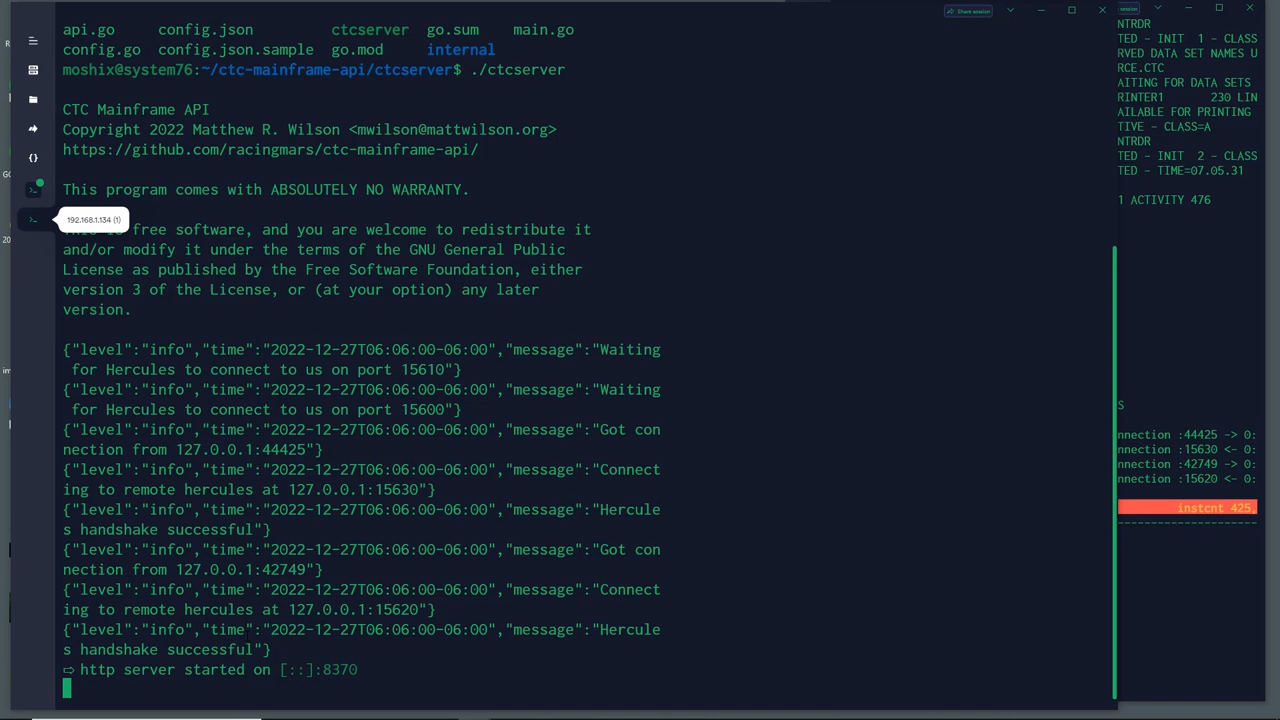 Share session
api.go      config.json         ctcserver  go.sum    main.go
config.go  config.json.sample  go.mod     internal
moshix@system76:~/ctc-mainframe-api/ctcserver$ ./ctcserver
CTC Mainframe API
Copyright 2022 Matthew R. Wilson <mwilson@mattwilson.org>
https://github.com/racingmars/ctc-mainframe-api/
This program comes with ABSOLUTELY NO WARRANTY.
192.168.1.134 (1)
is free software, and you are welcome to redistribute it
and/or modify it under the terms of the GNU General Public
License as published by the Free Software Foundation, either
version 3 of the License, or (at your option) any later
version.
{"level":"info","time":"2022-12-27T06:06:00-06:00","message":"Waiting
for Hercules to connect to us on port 15610"}
{"level":"info","time":"2022-12-27T06:06:00-06:00","message":"Waiting
for Hercules to connect to us on port 15600"}
{"level":"info","time":"2022-12-27T06:06:00-06:00","message":"Got con
nection from 127.0.0.1:44425"}
{"level":"info","time":"2022-12-27T06:06:00-06:00","message":"Connect
ing to remote hercules at 127.0.0.1:15630"}
{"level":"info","time":"2022-12-27T06:06:00-06:00","message":"Hercule
s handshake successful"}
{"level":"info","time":"2022-12-27T06:06:00-06:00","message":"Got con
nection from 127.0.0.1:42749"}
{"level":"info","time":"2022-12-27T06:06:00-06:00","message":"Connect
ing to remote hercules at 127.0.0.1:15620"}
{"level":"info","time":"2022-12-27T06:06:00-06:00","message":"Hercule
s handshake successful"}
⇨ http server started on [::]:8370
session
NTRDR
TED - INIT  1 - CLASS
RVED DATA SET NAMES U
RCE.CTC
AITING FOR DATA SETS
RINTER1     230 LIN
AILABLE FOR PRINTING
TIVE - CLASS=A
NTRDR
TED - INIT  2 - CLASS
TED - TIME=07.05.31
1 ACTIVITY 476
S
nnection :44425 -> 0:
nnection :15630 <- 0:
nnection :42749 -> 0:
nnection :15620 <- 0:
instcnt 425,
---------------------